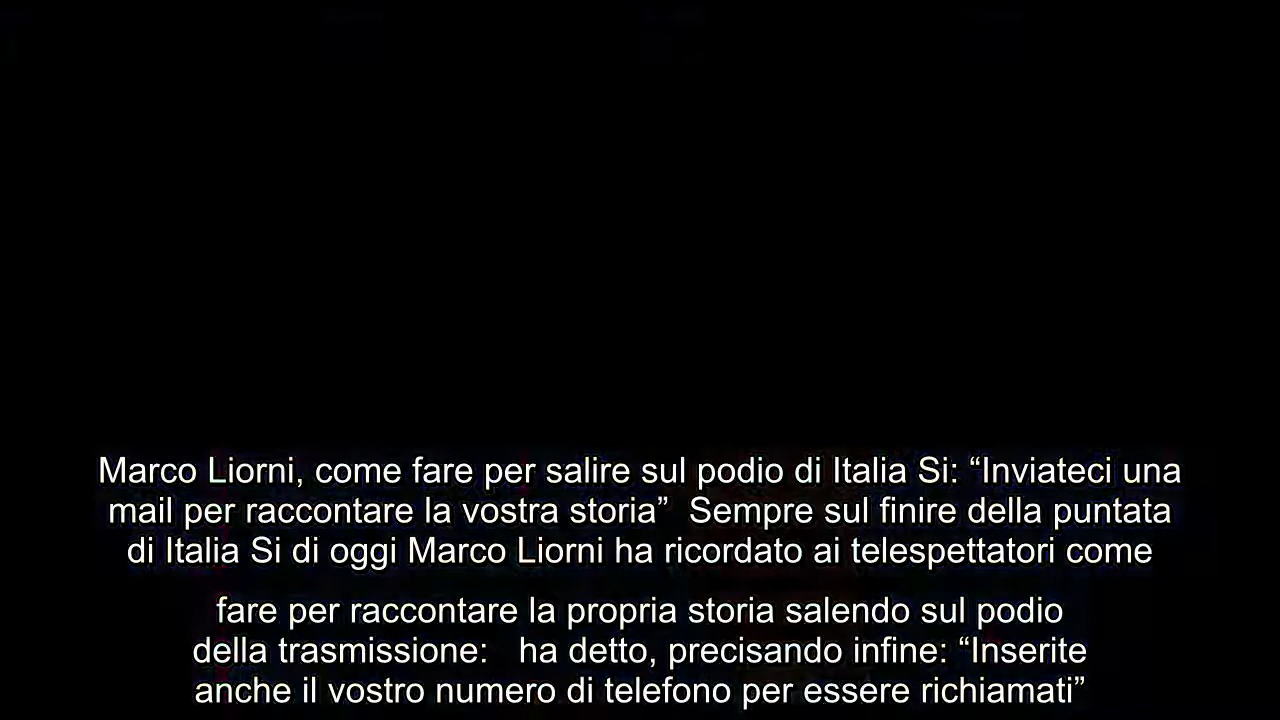 Marco Liorni, come fare per salire sul podio di Italia Si: “Inviateci una
mail per raccontare la vostra storia”  Sempre sul finire della puntata
di Italia Si di oggi Marco Liorni ha ricordato ai telespettatori come
fare per raccontare la propria storia salendo sul podio
della trasmissione:   ha detto, precisando infine: “Inserite
anche il vostro numero di telefono per essere richiamati”